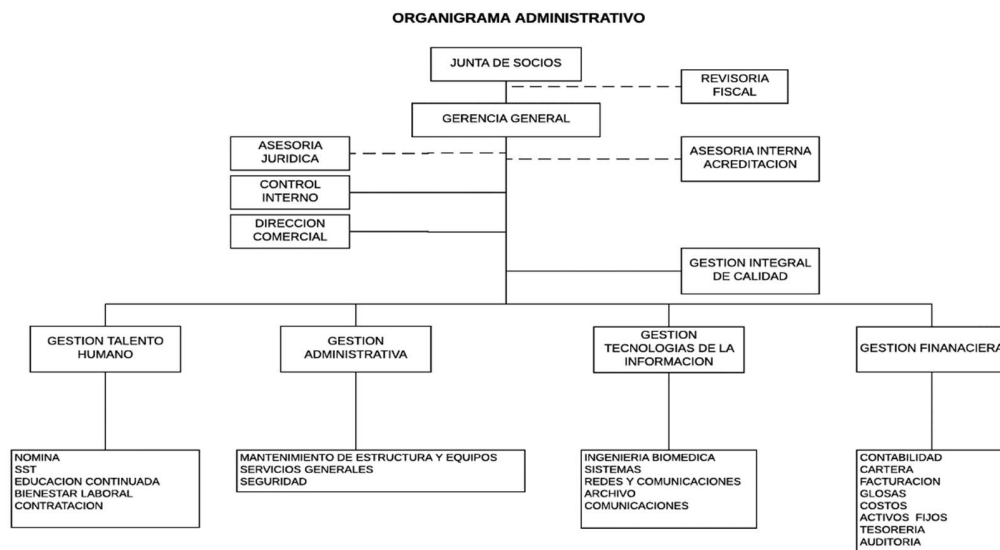 ORGANIGRAMA ADMINISTRATIVO
JUNTA DE SOCIOS
REVISORIA
FISCAL
GERENCIA GENERAL
ASESORIA
JURIDICA
ASESORIA INTERNA
ACREDITACION
CONTROL
INTERNO
DIRECCION
COMERCIAL
GESTION INTEGRAL
DE CALIDAD
GESTION TALENTO
HUMANO
GESTION
ADMINISTRATIVA
GESTION
TECNOLOGIAS DE LA
INFORMACION
GESTION FINANACIERA
NOMINA
SST
EDUCACION CONTINUADA
BIENESTAR LABORAL
CONTRATACION
MANTENIMIENTO DE ESTRUCTURA Y EQUIPOS
SERVICIOS GENERALES
SEGURIDAD
INGENIERIA BIOMEDICA
SISTEMAS
REDES Y COMUNICACIONES
ARCHIVO
COMUNICACIONES
CONTABILIDAD
CARTERA
FACTURACION
GLOSAS
COSTOS
ACTIVOS FIJOS
TESORERIA
AUDITORIA